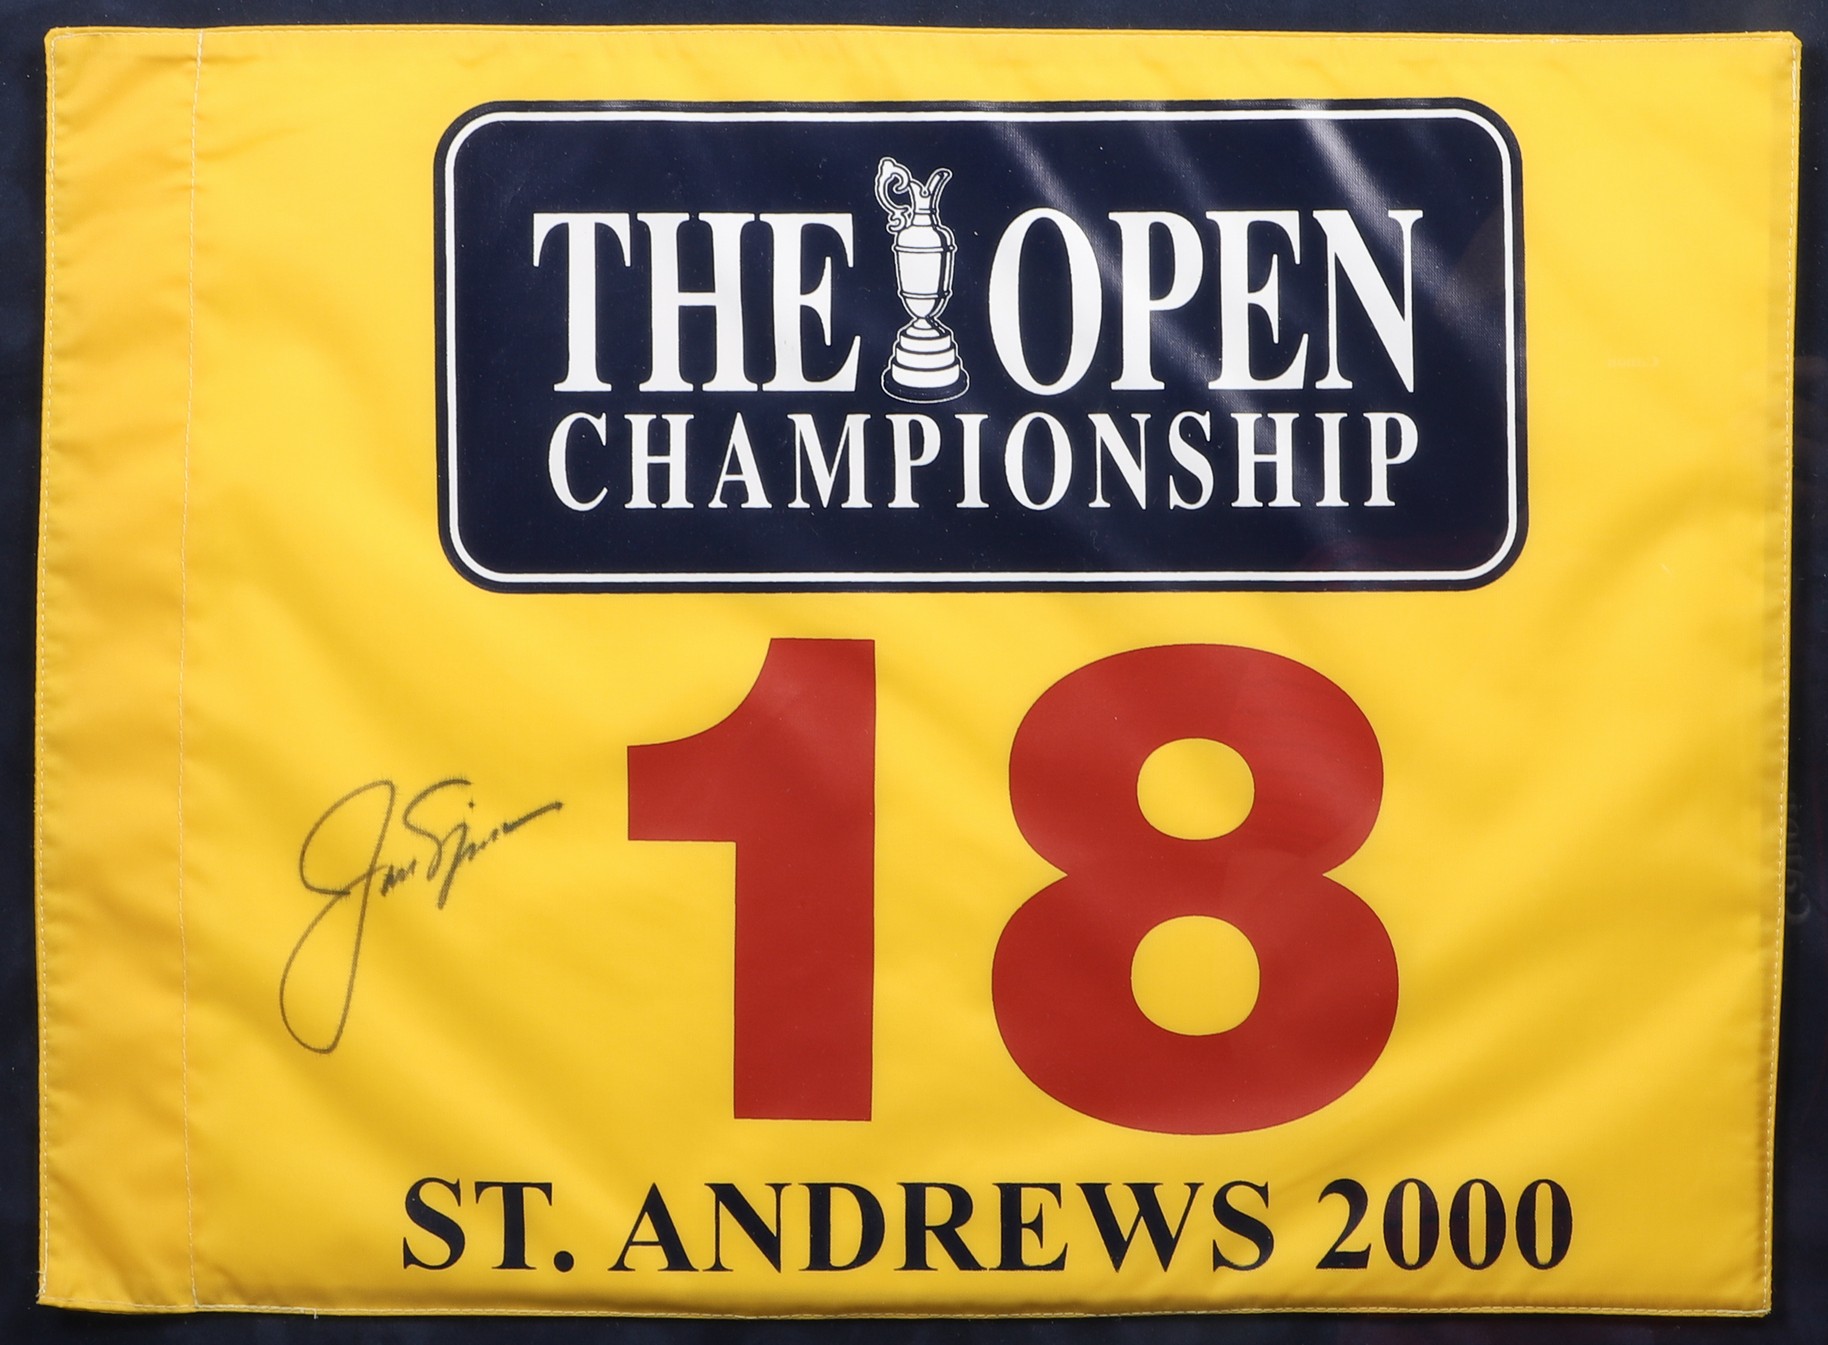 THE OPEN
CHAMPIONSHIP
18
ST. ANDREWS 2000